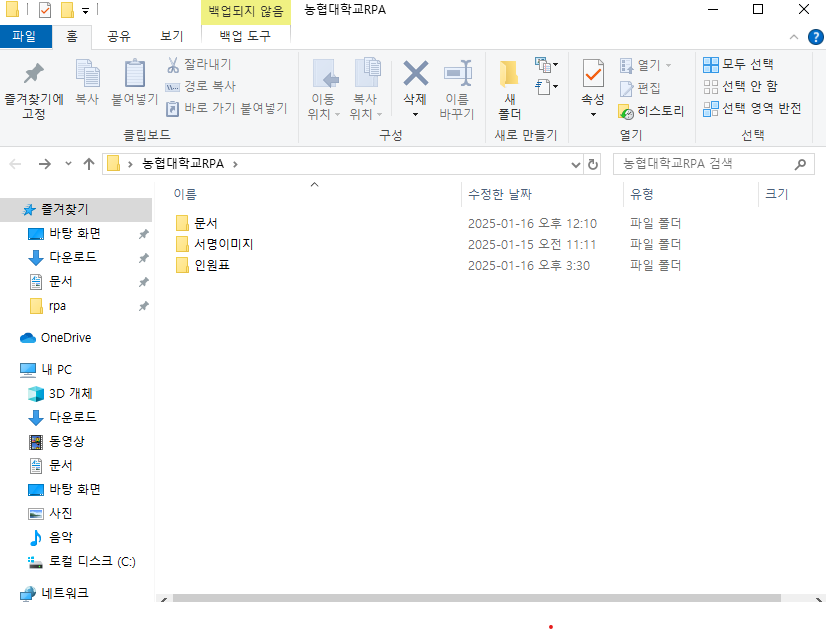 백업되지 않음 농협대학교RPA
파일 홈 공유 보기 백업 도구
즐겨찾기에 고정
복사
붙여넣기
잘라내기
경로 복사
바로 가기 붙여넣기
클립보드
이동 위치
복사 위치
삭제
이름 바꾸기
구성
새 폴더
새로 만들기
속성
열기
편집
히스토리
열기
모두 선택
선택 안 함
선택 영역 반전
선택
농협대학교RPA
농협대학교RPA 검색
이름 수정한 날짜 유형 크기
문서 2025-01-16 오후 12:10 파일 폴더
서명이미지 2025-01-15 오전 11:11 파일 폴더
인원표 2025-01-16 오후 3:30 파일 폴더
즐겨찾기
바탕 화면
다운로드
문서
rpa
OneDrive
내 PC
3D 개체
다운로드
동영상
문서
바탕 화면
사진
음악
로컬 디스크 (C:)
네트워크